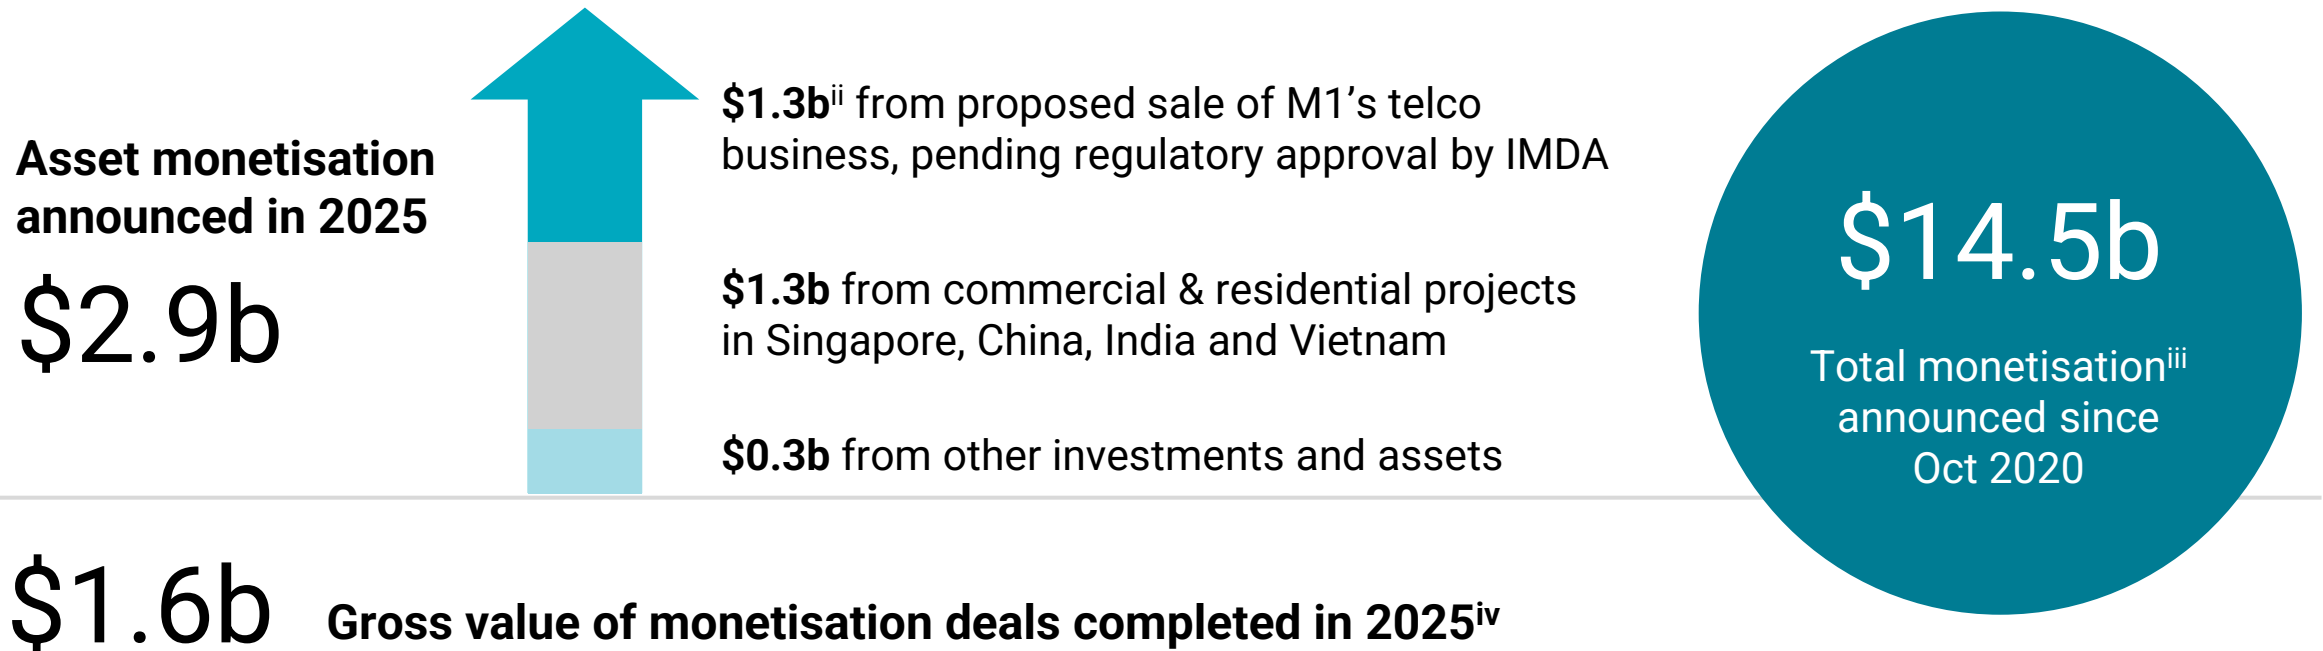 Asset monetisation
announced in 2025
$2.9b
$1.3bⁱⁱ from proposed sale of M1’s telco
business, pending regulatory approval by IMDA
$1.3b from commercial & residential projects
in Singapore, China, India and Vietnam
$0.3b from other investments and assets
$14.5b
Total monetisationⁱⁱⁱ
announced since
Oct 2020
$1.6b
Gross value of monetisation deals completed in 2025ⁱᵛ